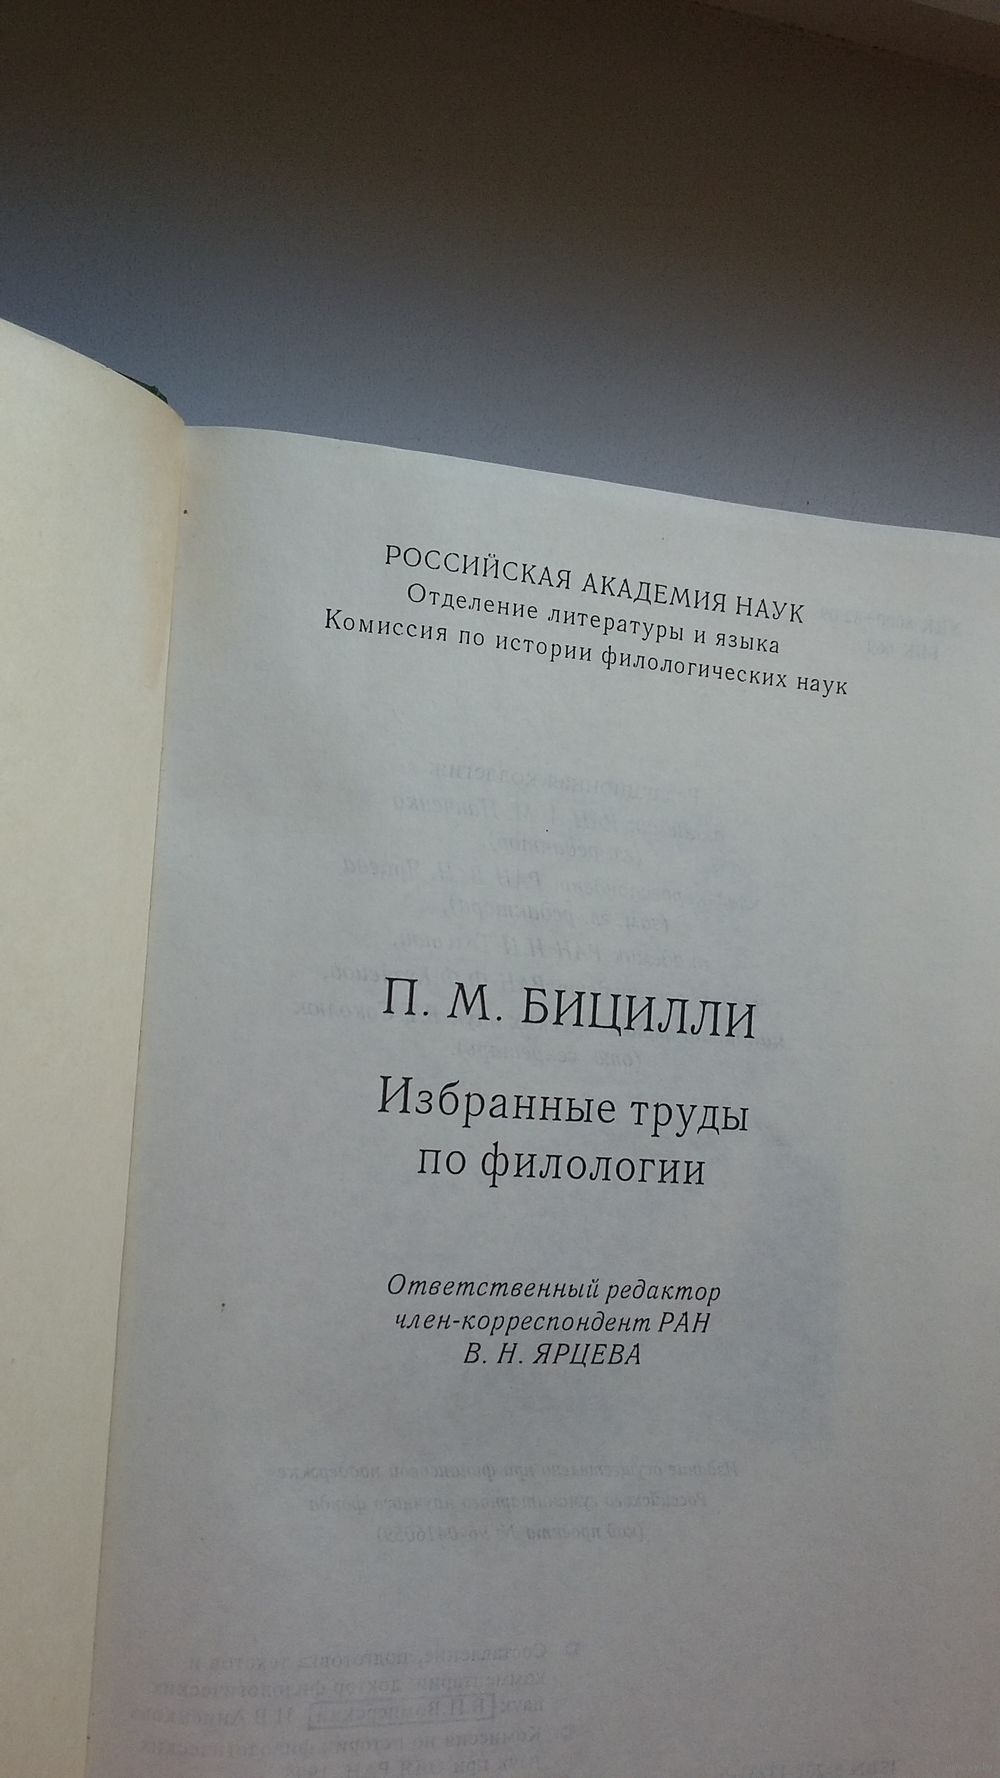 РОССИЙСКАЯ АКАДЕМИЯ НАУК
Отделение литературы и языка
Комиссия по истории филологических наук
П. М. БИЦИЛЛИ
Избранные труды
по филологии
Ответственный редактор
член-корреспондент РАН
В. Н. ЯРЦЕВА